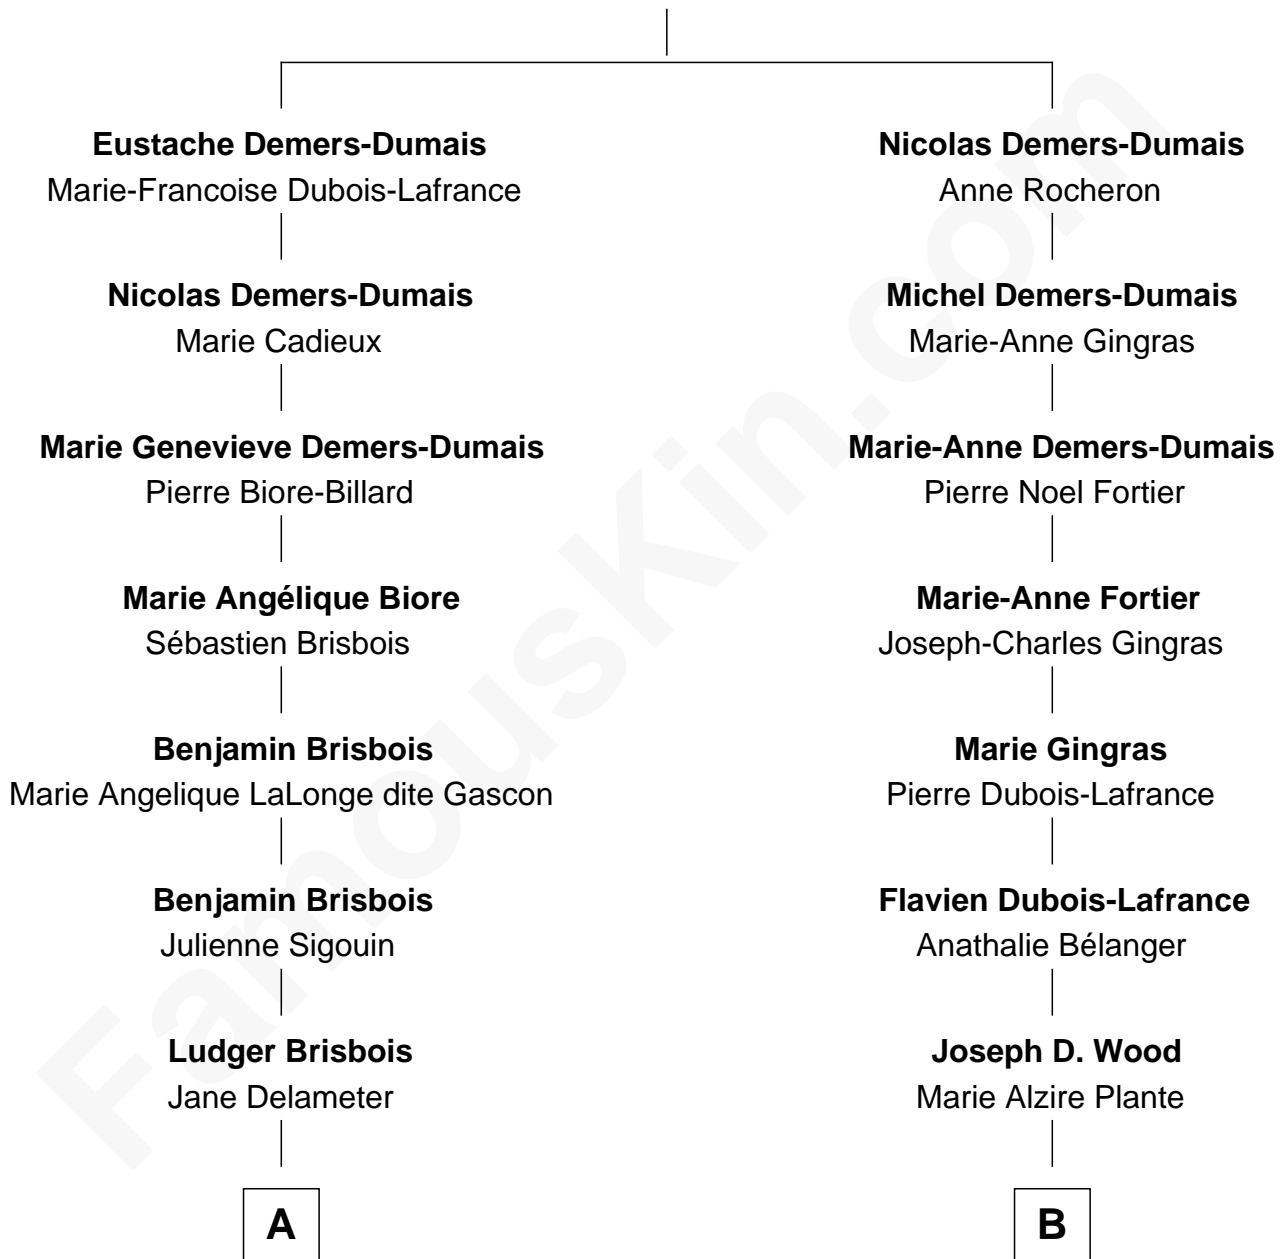 Eustache Demers-Dumais
Marie-Francoise Dubois-Lafrance
Nicolas Demers-Dumais
Marie Cadieux
Marie Genevieve Demers-Dumais
Pierre Biore-Billard
Marie Angélique Biore
Sébastien Brisbois
Benjamin Brisbois
Marie Angelique LaLonge dite Gascon
Benjamin Brisbois
Julienne Sigouin
Ludger Brisbois
Jane Delameter
A
Nicolas Demers-Dumais
Anne Rocheron
Michel Demers-Dumais
Marie-Anne Gingras
Marie-Anne Demers-Dumais
Pierre Noel Fortier
Marie-Anne Fortier
Joseph-Charles Gingras
Marie Gingras
Pierre Dubois-Lafrance
Flavien Dubois-Lafrance
Anathalie Bélanger
Joseph D. Wood
Marie Alzire Plante
B
FamousKin.com